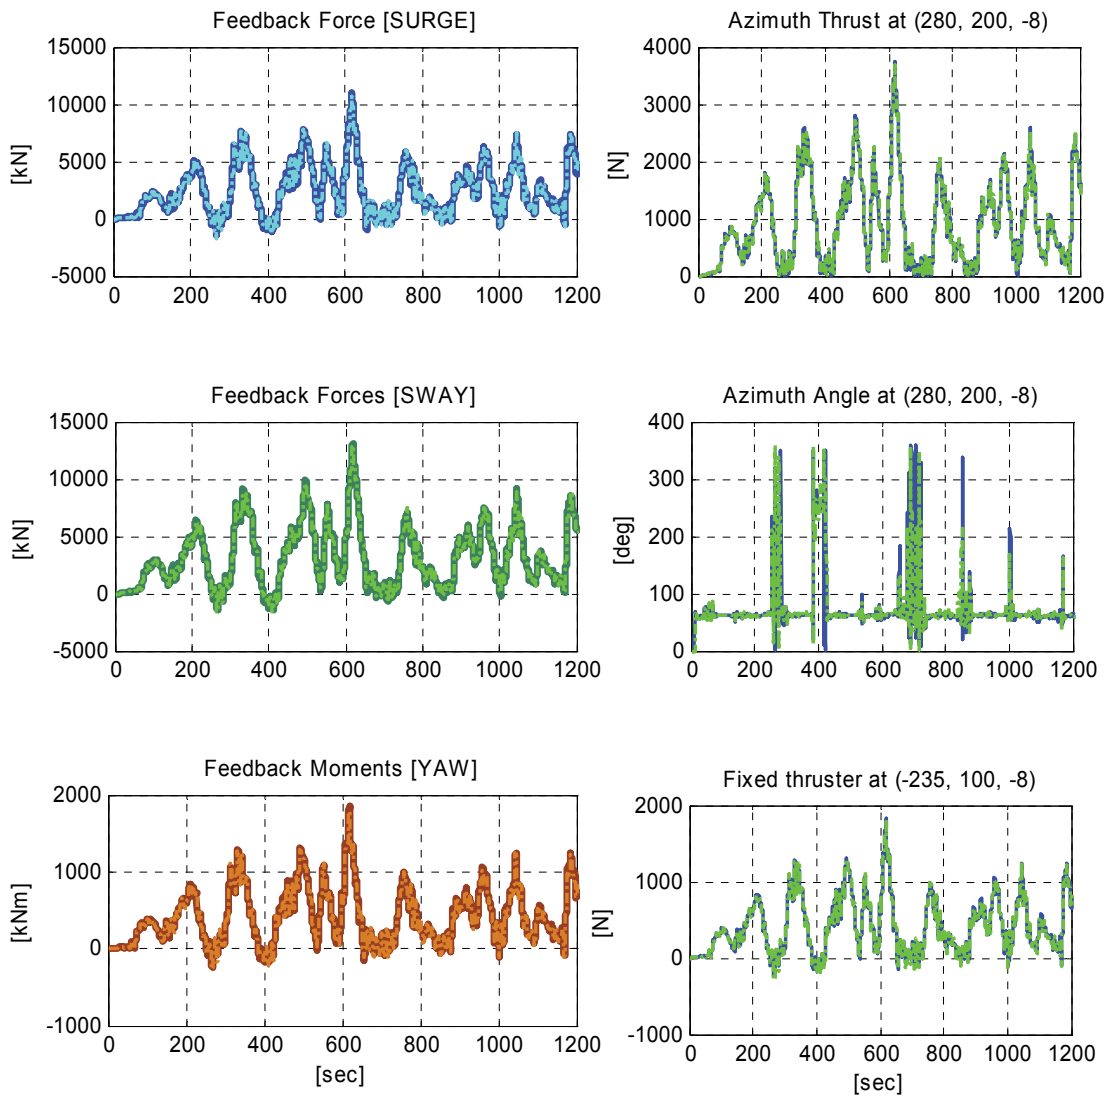 Feedback Force [SURGE]
15000
10000
5000
0
-5000
[kN]
0 200 400 600 800 1000 1200
Azimuth Thrust at (280, 200, -8)
4000
3000
2000
1000
0
[N]
0 200 400 600 800 1000 1200
Feedback Forces [SWAY]
15000
10000
5000
0
-5000
[kN]
0 200 400 600 800 1000 1200
Azimuth Angle at (280, 200, -8)
400
300
200
100
0
[deg]
0 200 400 600 800 1000 1200
Feedback Moments [YAW]
2000
1000
0
-1000
[kNm]
0 200 400 600 800 1000 1200
[sec]
Fixed thruster at (-235, 100, -8)
2000
1000
0
-1000
[N]
0 200 400 600 800 1000 1200
[sec]